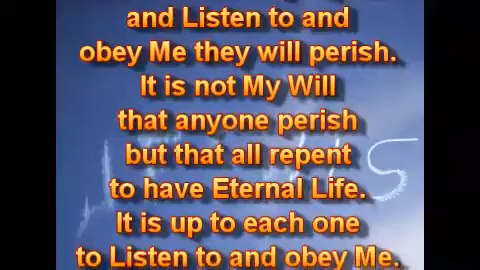 and Listen to and
obey Me they will perish.
It is not My Will
that anyone perish
but that all repent
to have Eternal Life.
It is up to each one
to Listen to and obey Me.